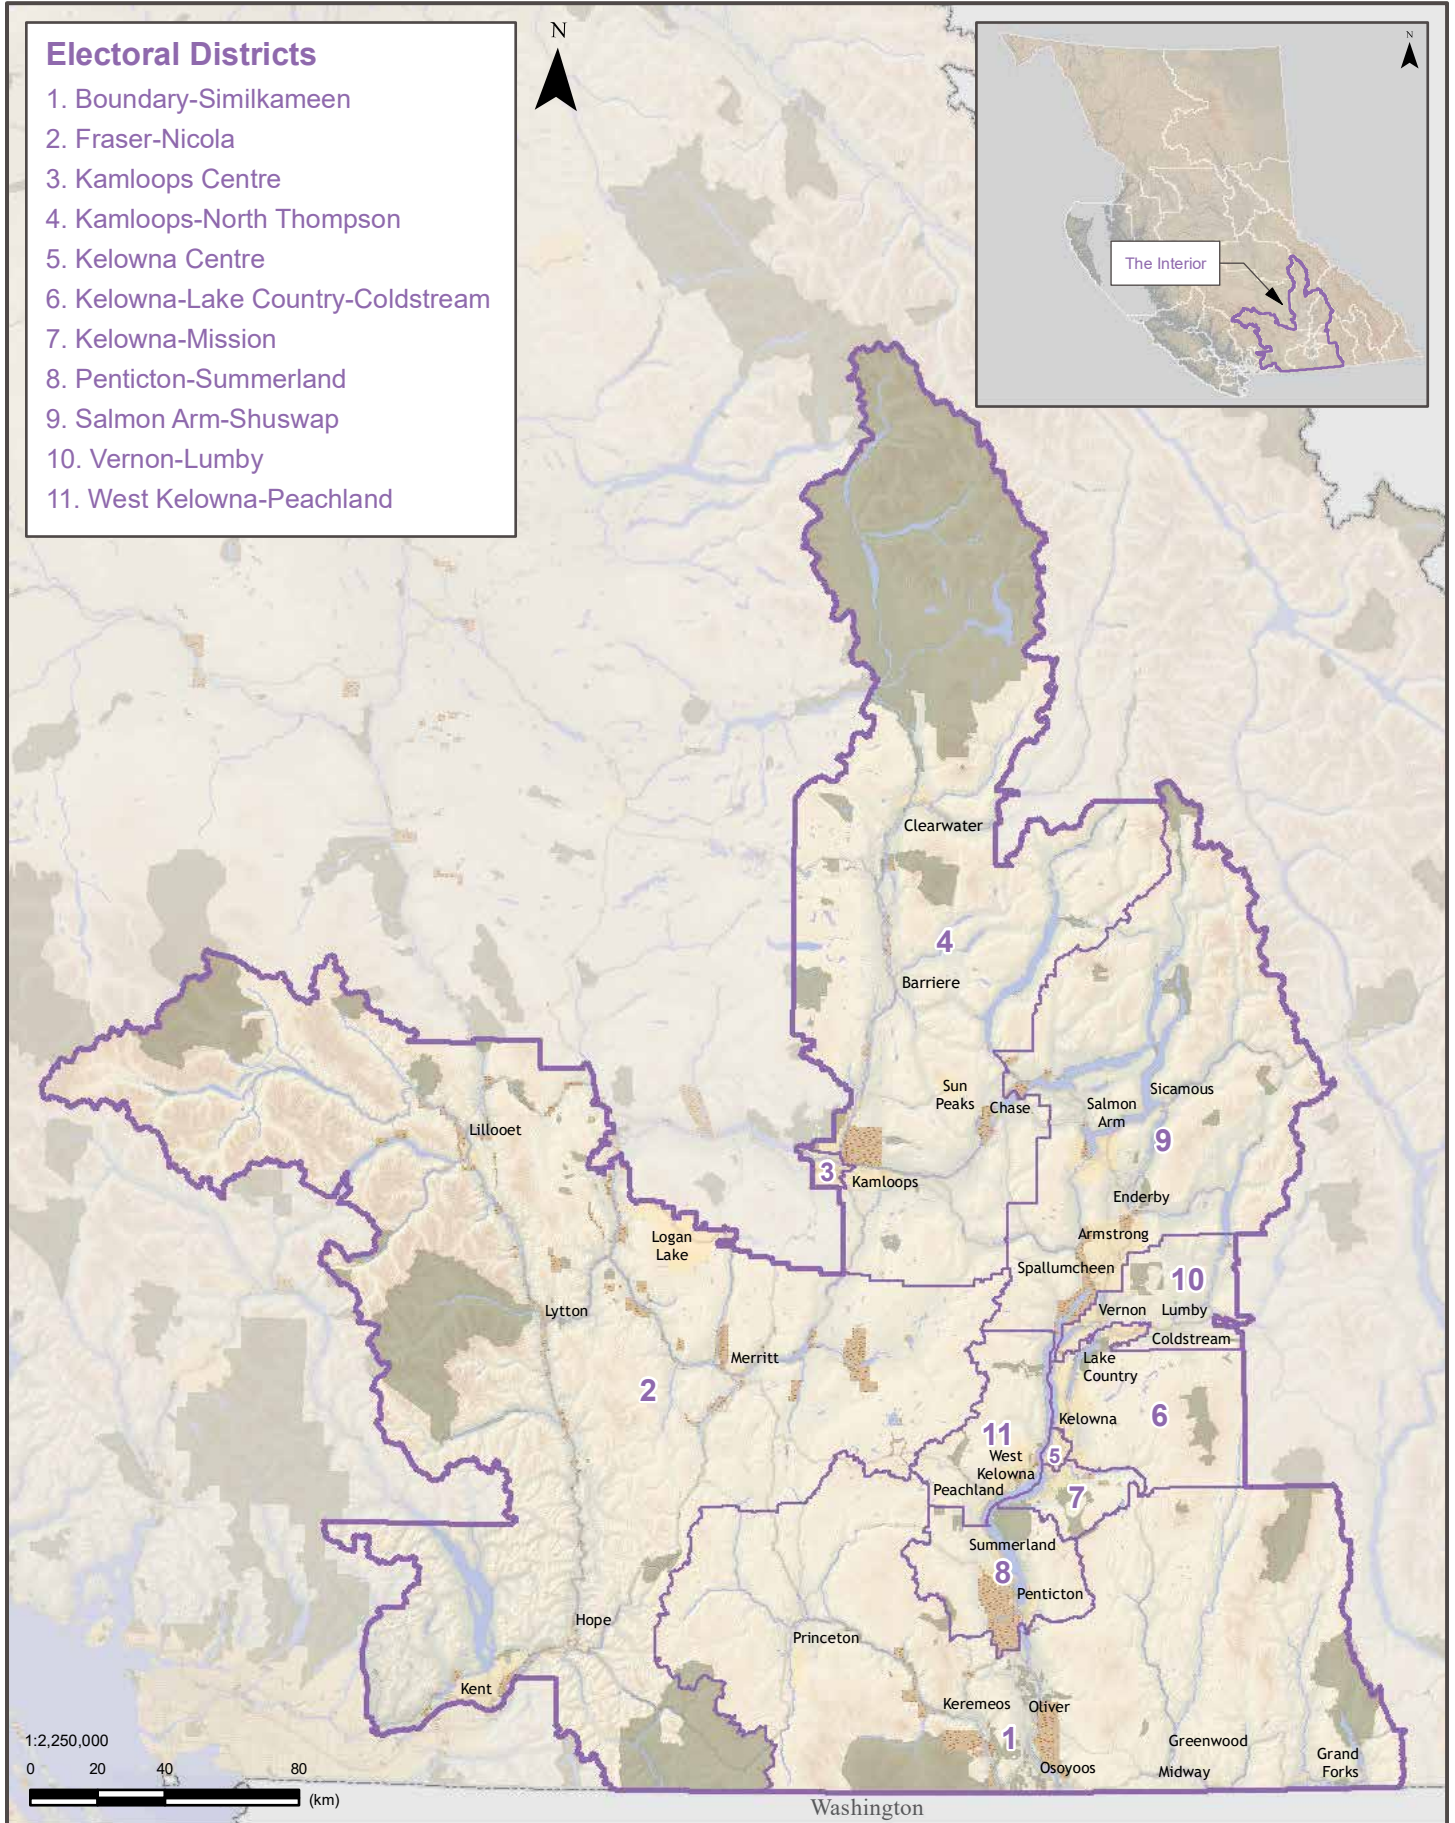 Electoral Districts
1. Boundary-Similkameen
2. Fraser-Nicola
3. Kamloops Centre
4. Kamloops-North Thompson
5. Kelowna Centre
6. Kelowna-Lake Country-Coldstream
7. Kelowna-Mission
8. Penticton-Summerland
9. Salmon Arm-Shuswap
10. Vernon-Lumby
11. West Kelowna-Peachland
N
N
The Interior
Clearwater
4
Barriere
Sun
Peaks
Chase
Salmon
Arm
Sicamous
9
Lillooet
3
Kamloops
Enderby
Logan
Lake
Armstrong
Spallumcheen
10
Lytton
Vernon
Lumby
Coldstream
Merritt
Lake
Country
2
Kelowna
6
11
West
Kelowna
5
Peachland
7
Summerland
8
Penticton
Hope
Princeton
Kent
Keremeos
Oliver
1
Greenwood
Osoyoos
Midway
Grand
Forks
1:2,250,000
0 20 40 80
(km)
Washington